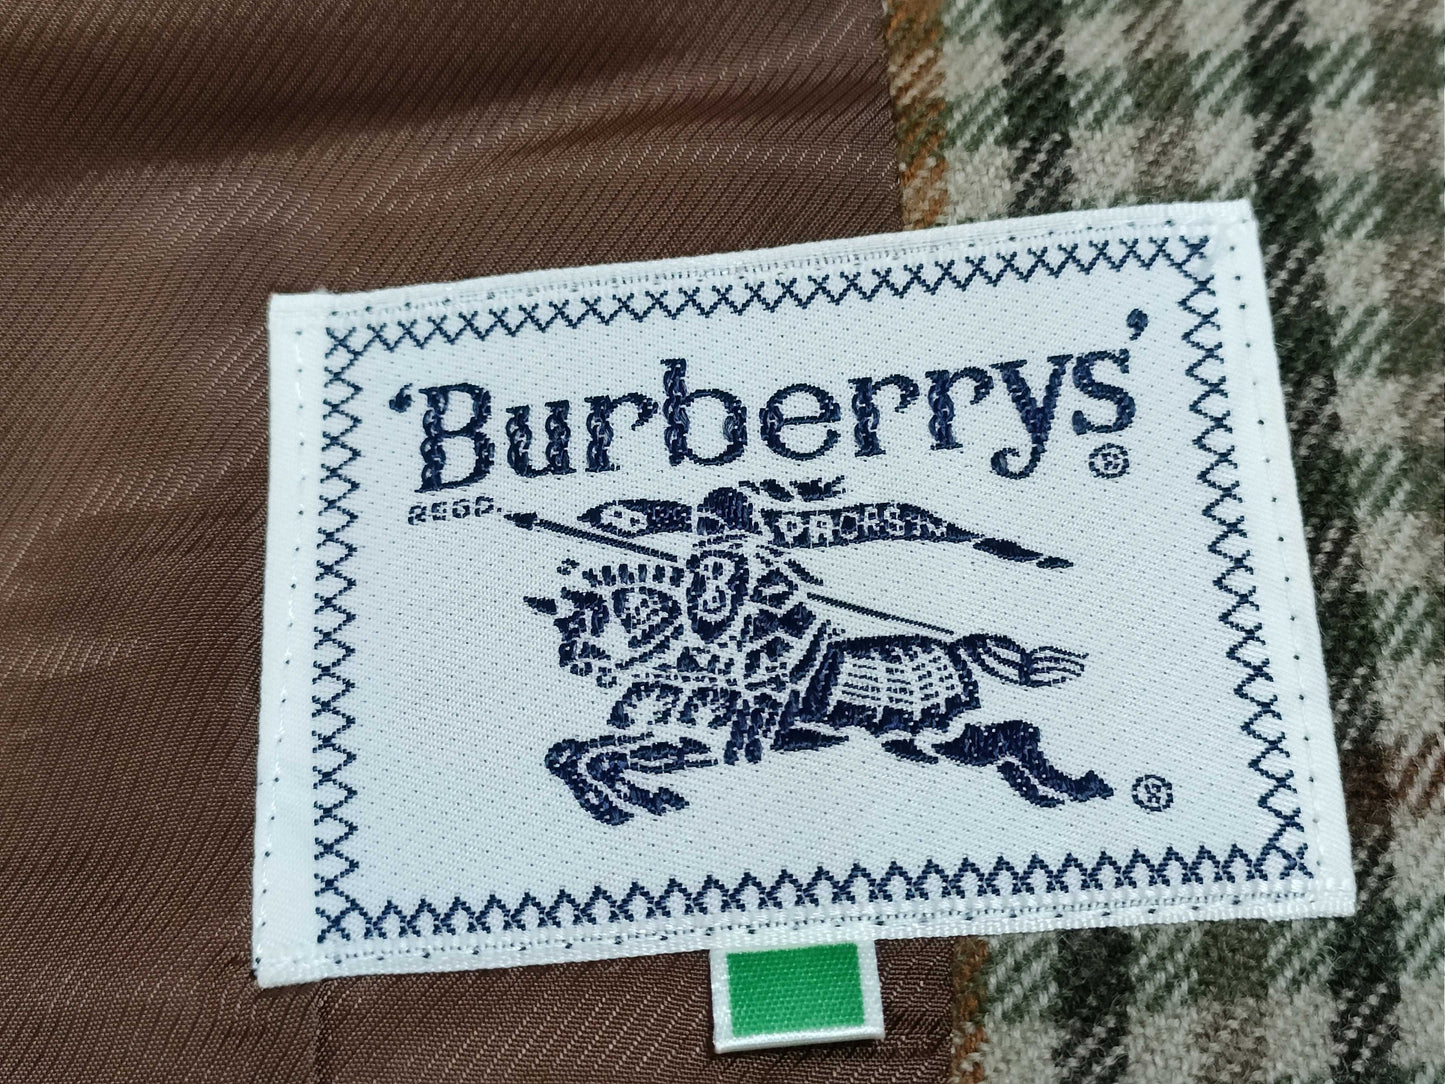 'Burberrys'®
REGD.
PRORSUM
B
®